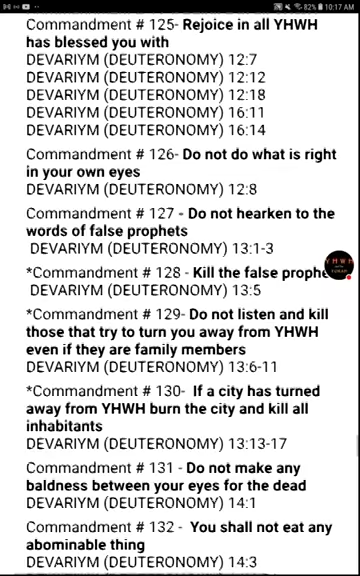 82% 10:17 AM
Commandment # 125- Rejoice in all YHWH
has blessed you with
DEVARIYM (DEUTERONOMY) 12:7
DEVARIYM (DEUTERONOMY) 12:12
DEVARIYM (DEUTERONOMY) 12:18
DEVARIYM (DEUTERONOMY) 16:11
DEVARIYM (DEUTERONOMY) 16:14
Commandment # 126- Do not do what is right
in your own eyes
DEVARIYM (DEUTERONOMY) 12:8
Commandment # 127 - Do not hearken to the
words of false prophets
DEVARIYM (DEUTERONOMY) 13:1-3
*Commandment # 128 - Kill the false prophe
YHWH
DEVARIYM (DEUTERONOMY) 13:5
*Commandment # 129- Do not listen and kill
those that try to turn you away from YHWH
even if they are family members
DEVARIYM (DEUTERONOMY) 13:6-11
*Commandment # 130- If a city has turned
away from YHWH burn the city and kill all
inhabitants
DEVARIYM (DEUTERONOMY) 13:13-17
Commandment # 131 - Do not make any
baldness between your eyes for the dead
DEVARIYM (DEUTERONOMY) 14:1
Commandment # 132 - You shall not eat any
abominable thing
DEVARIYM (DEUTERONOMY) 14:3